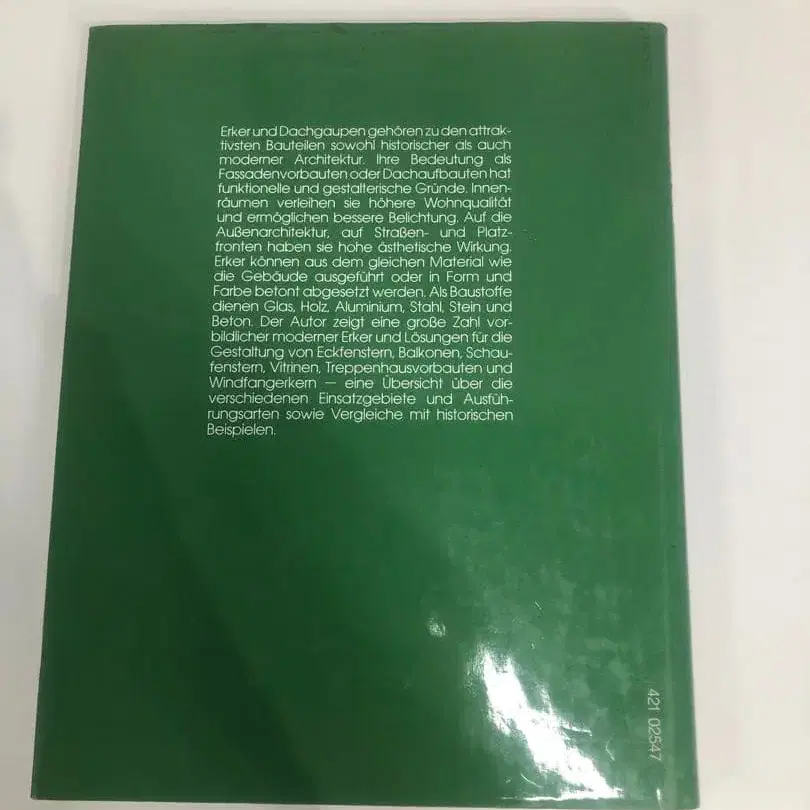 Erker und Dachgaupen gehören zu den attrak-
tivsten Bauteilen sowohl historischer als auch
moderner Architektur. Ihre Bedeutung als
Fassadenvorbauten oder Dachaufbauten hat
funktionelle und gestalterische Gründe. Innen-
räumen verleihen sie höhere Wohnqualität
und ermöglichen bessere Belichtung. Auf die
Außenarchitektur, auf Straßen- und Platz-
fronten haben sie hohe ästhetische Wirkung.
Erker können aus dem gleichen Material wie
die Gebäude ausgeführt oder in Form und
Farbe betont abgesetzt werden. Als Baustoffe
dienen Glas, Holz, Aluminium, Stahl, Stein und
Beton. Der Autor zeigt eine große Zahl vor-
bildlicher moderner Erker und Lösungen für die
Gestaltung von Eckfenstern, Balkonen, Schau-
fenstern, Vitrinen, Treppenhausvorbauten und
Windfangerkern — eine Übersicht über die
verschiedenen Einsatzgebiete und Ausfüh-
rungsarten sowie Vergleiche mit historischen
Beispielen.
421 02547